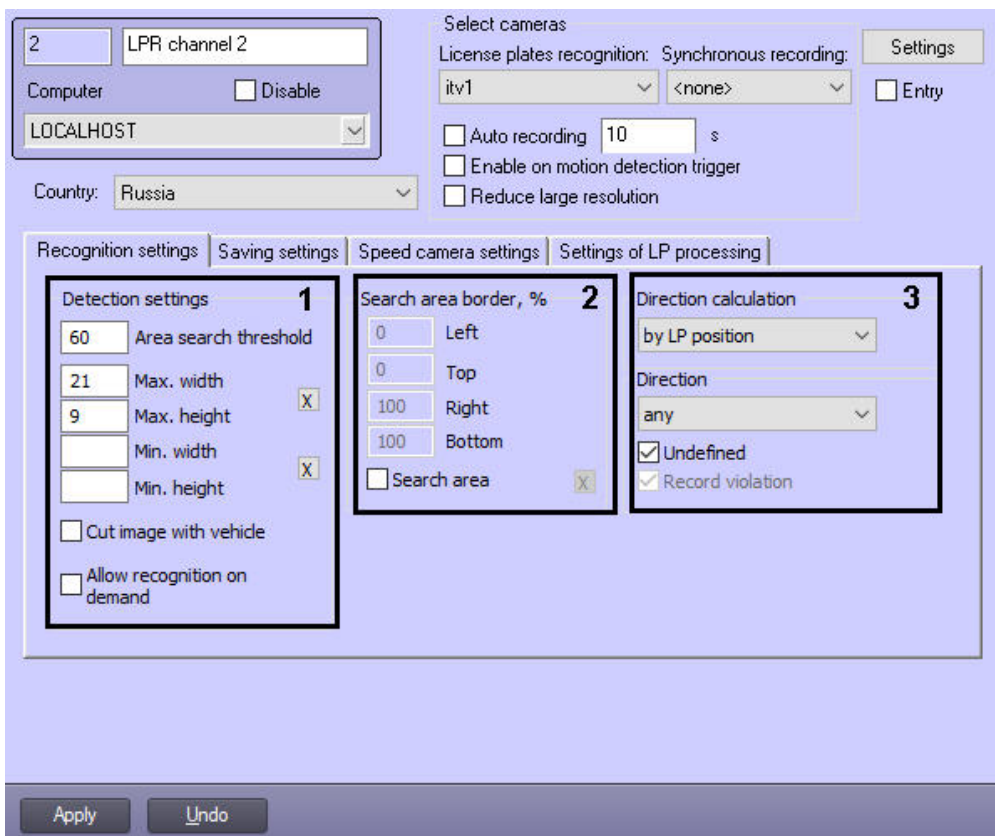 2
LPR channel 2
Computer
Disable
LOCALHOST
Country:
Russia
Select cameras
License plates recognition:
Synchronous recording:
itv1
<none>
Auto recording
10
s
Enable on motion detection trigger
Reduce large resolution
Settings
Entry
Recognition settings
Saving settings
Speed camera settings
Settings of LP processing
Detection settings
1
60
Area search threshold
21
Max. width
9
Max. height
X
Min. width
Min. height
X
Cut image with vehicle
Allow recognition on
demand
Search area border, %
2
0
Left
0
Top
100
Right
100
Bottom
Search area
X
Direction calculation
3
by LP position
Direction
any
Undefined
Record violation
Apply
Undo